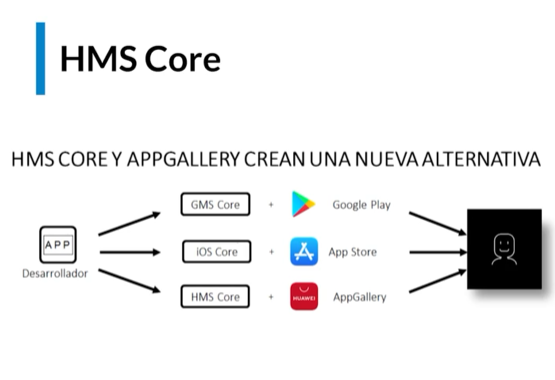 HMS Core
HMS CORE Y APPGALLERY CREAN UNA NUEVA ALTERNATIVA
APP
Desarrollador
GMS Core + Google Play
iOS Core + App Store
HMS Core + HUAWEI AppGallery